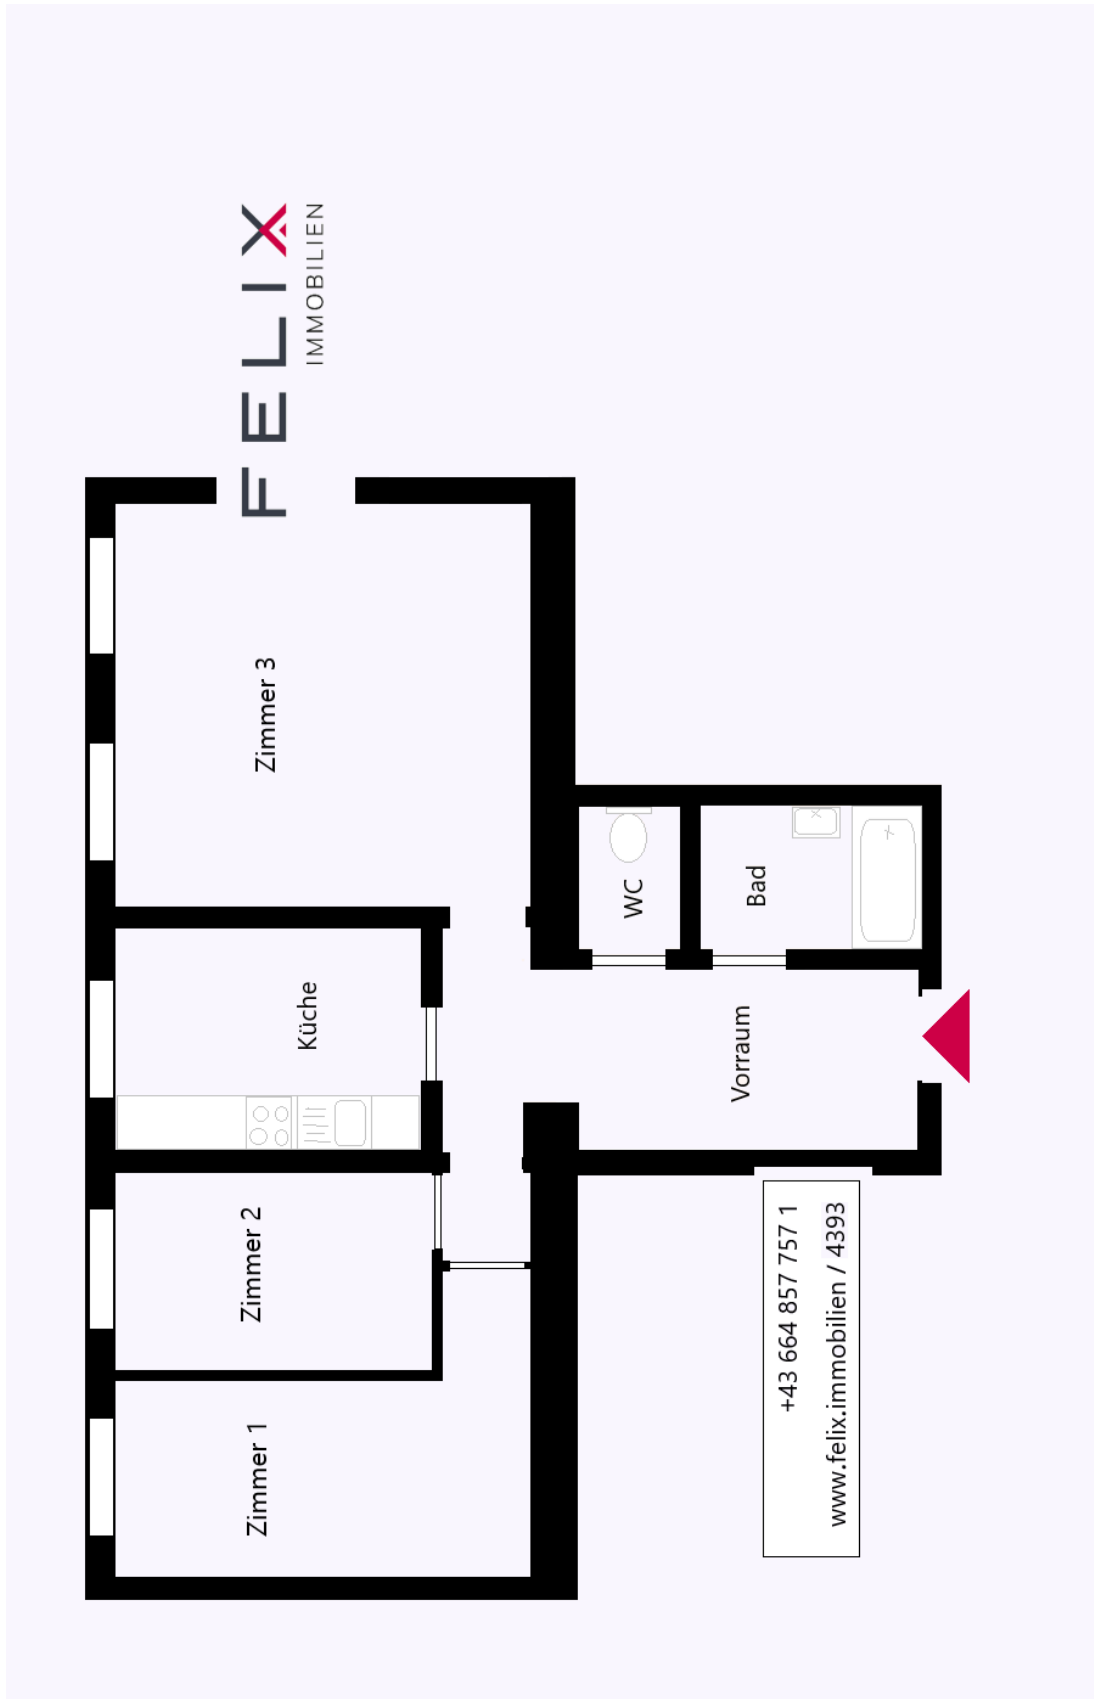 FELIX
IMMOBILIEN
Zimmer 3
WC
Bad
Küche
Vorraum
Zimmer 2
Zimmer 1
+43 664 857 757 1
www.felix.immobilien / 4393